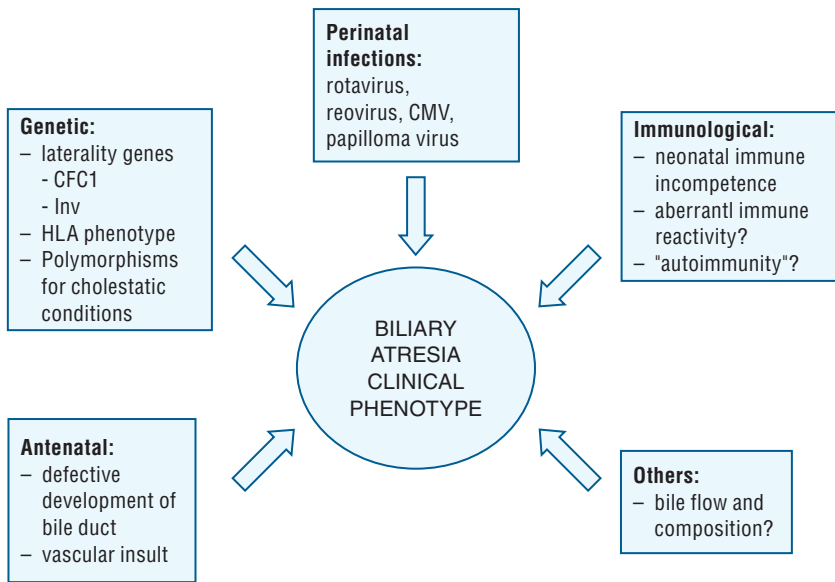 Perinatal
infections:
rotavirus,
reovirus, CMV,
papilloma virus
Genetic:
– laterality genes
- CFC1
- Inv
– HLA phenotype
– Polymorphisms
for cholestatic
conditions
Immunological:
– neonatal immune
incompetence
– aberrantl immune
reactivity?
– "autoimmunity"?
BILIARY
ATRESIA
CLINICAL
PHENOTYPE
Antenatal:
– defective
development of
bile duct
– vascular insult
Others:
– bile flow and
composition?